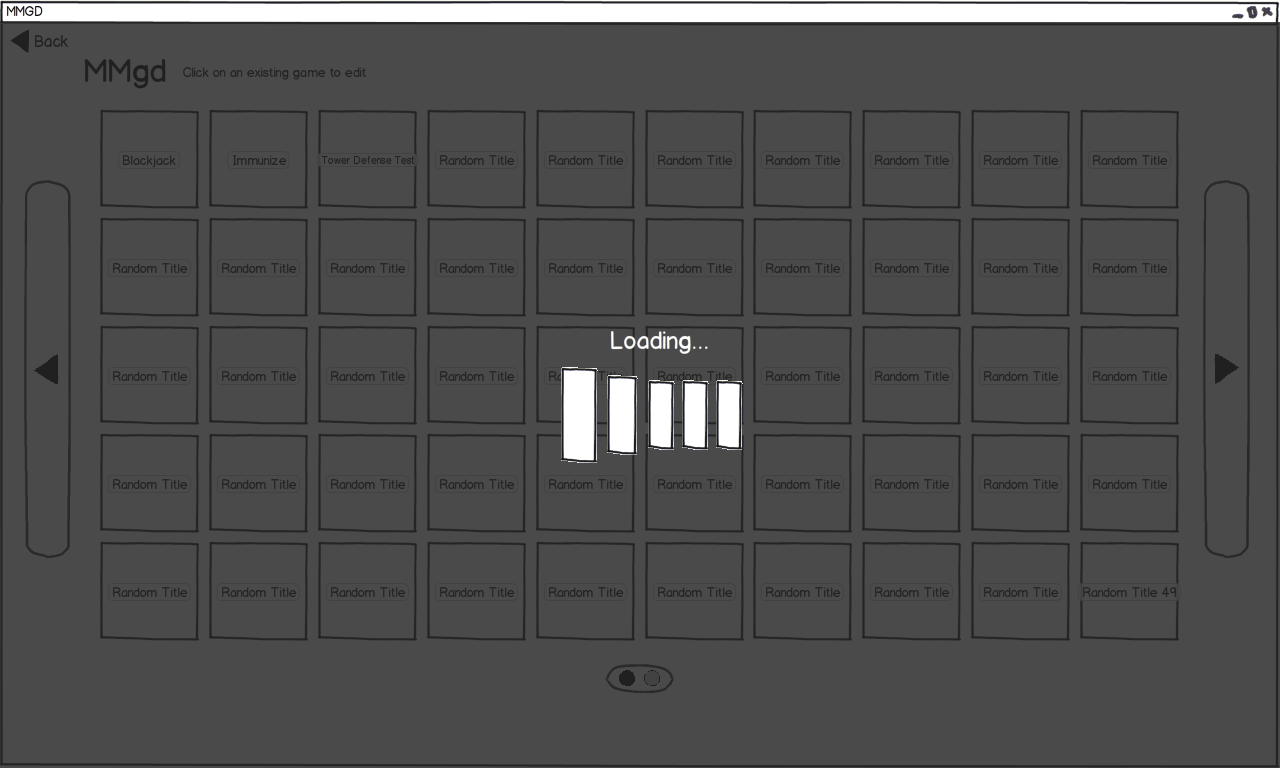 MMGD
Back
MMgd Click on an existing game to edit
Blackjack Immunize Tower Defense Test Random Title Random Title Random Title Random Title Random Title Random Title Random Title
Random Title Random Title Random Title Random Title Random Title Random Title Random Title Random Title Random Title Random Title
Loading...
Random Title Random Title Random Title Random Title Random Title Random Title Random Title Random Title Random Title
Random Title Random Title Random Title Random Title Random Title Random Title Random Title Random Title Random Title Random Title
Random Title Random Title Random Title Random Title Random Title Random Title Random Title Random Title Random Title Random Title 49